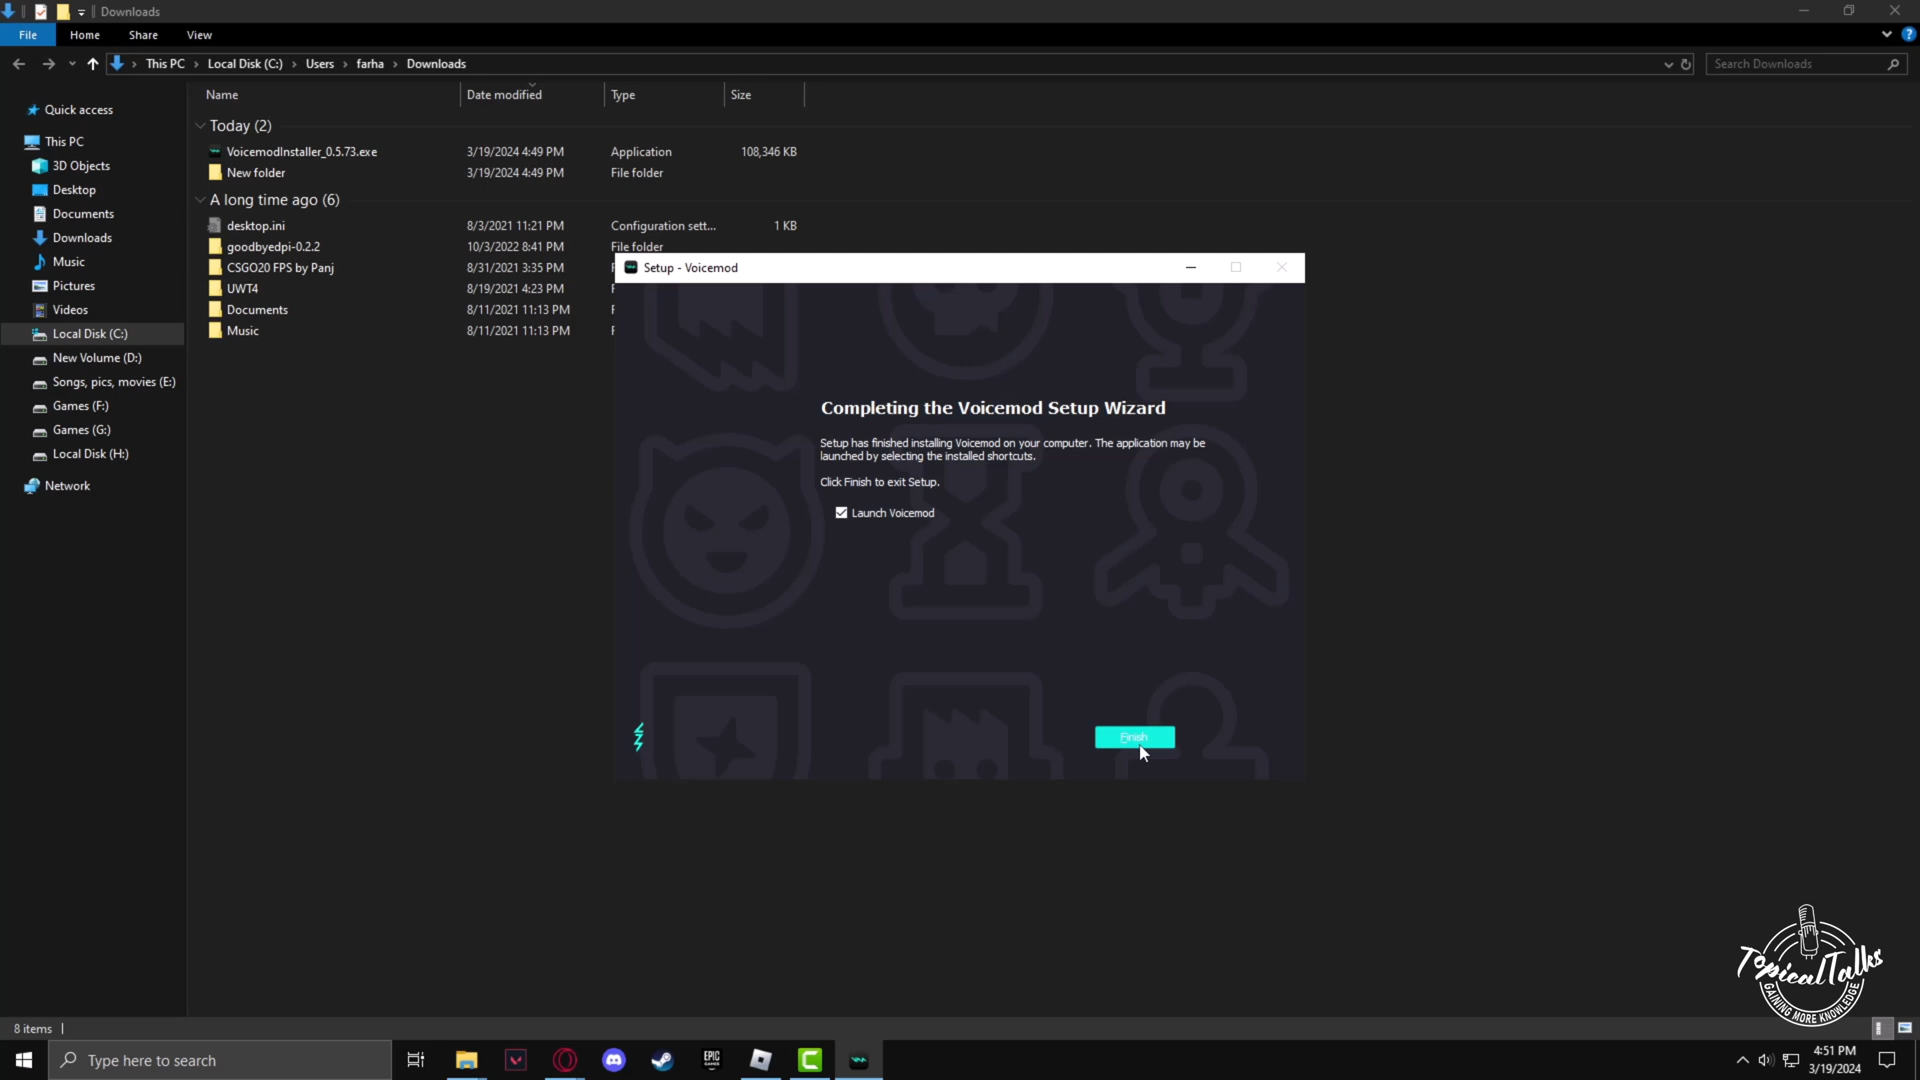 Downloads
File Home Share View
This PC Local Disk (C:) Users farha Downloads Search Downloads
Name Date modified Type Size
Quick access
This PC
3D Objects
Desktop
Documents
Downloads
Music
Pictures
Videos
Local Disk (C:)
New Volume (D:)
Songs, pics, movies (E:)
Games (F:)
Games (G:)
Local Disk (H:)
Network
Today (2)
VoicemodInstaller_0.5.73.exe 3/19/2024 4:49 PM Application 108,346 KB
New folder 3/19/2024 4:49 PM File folder
A long time ago (6)
desktop.ini 8/3/2021 11:21 PM Configuration sett... 1 KB
goodbyedpi-0.2.2 10/3/2022 8:41 PM File folder
CSGO20 FPS by Panj 8/31/2021 3:35 PM
UWT4 8/19/2021 4:23 PM
Documents 8/11/2021 11:13 PM
Music 8/11/2021 11:13 PM
Setup - Voicemod
Completing the Voicemod Setup Wizard
Setup has finished installing Voicemod on your computer. The application may be
launched by selecting the installed shortcuts.
Click Finish to exit Setup.
Launch Voicemod
Finish
TopicalTalks
GAINING MORE KNOWLEDGE
8 items
Type here to search
EPIC
GAMES
4:51 PM
3/19/2024